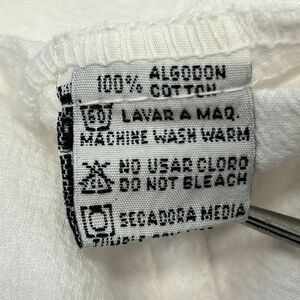 100% ALGODON
COTTON
60 LAVAR A MAQ.
MACHINE WASH WARM
NO USAR CLORO
DO NOT BLEACH
SECADORA MEDIA